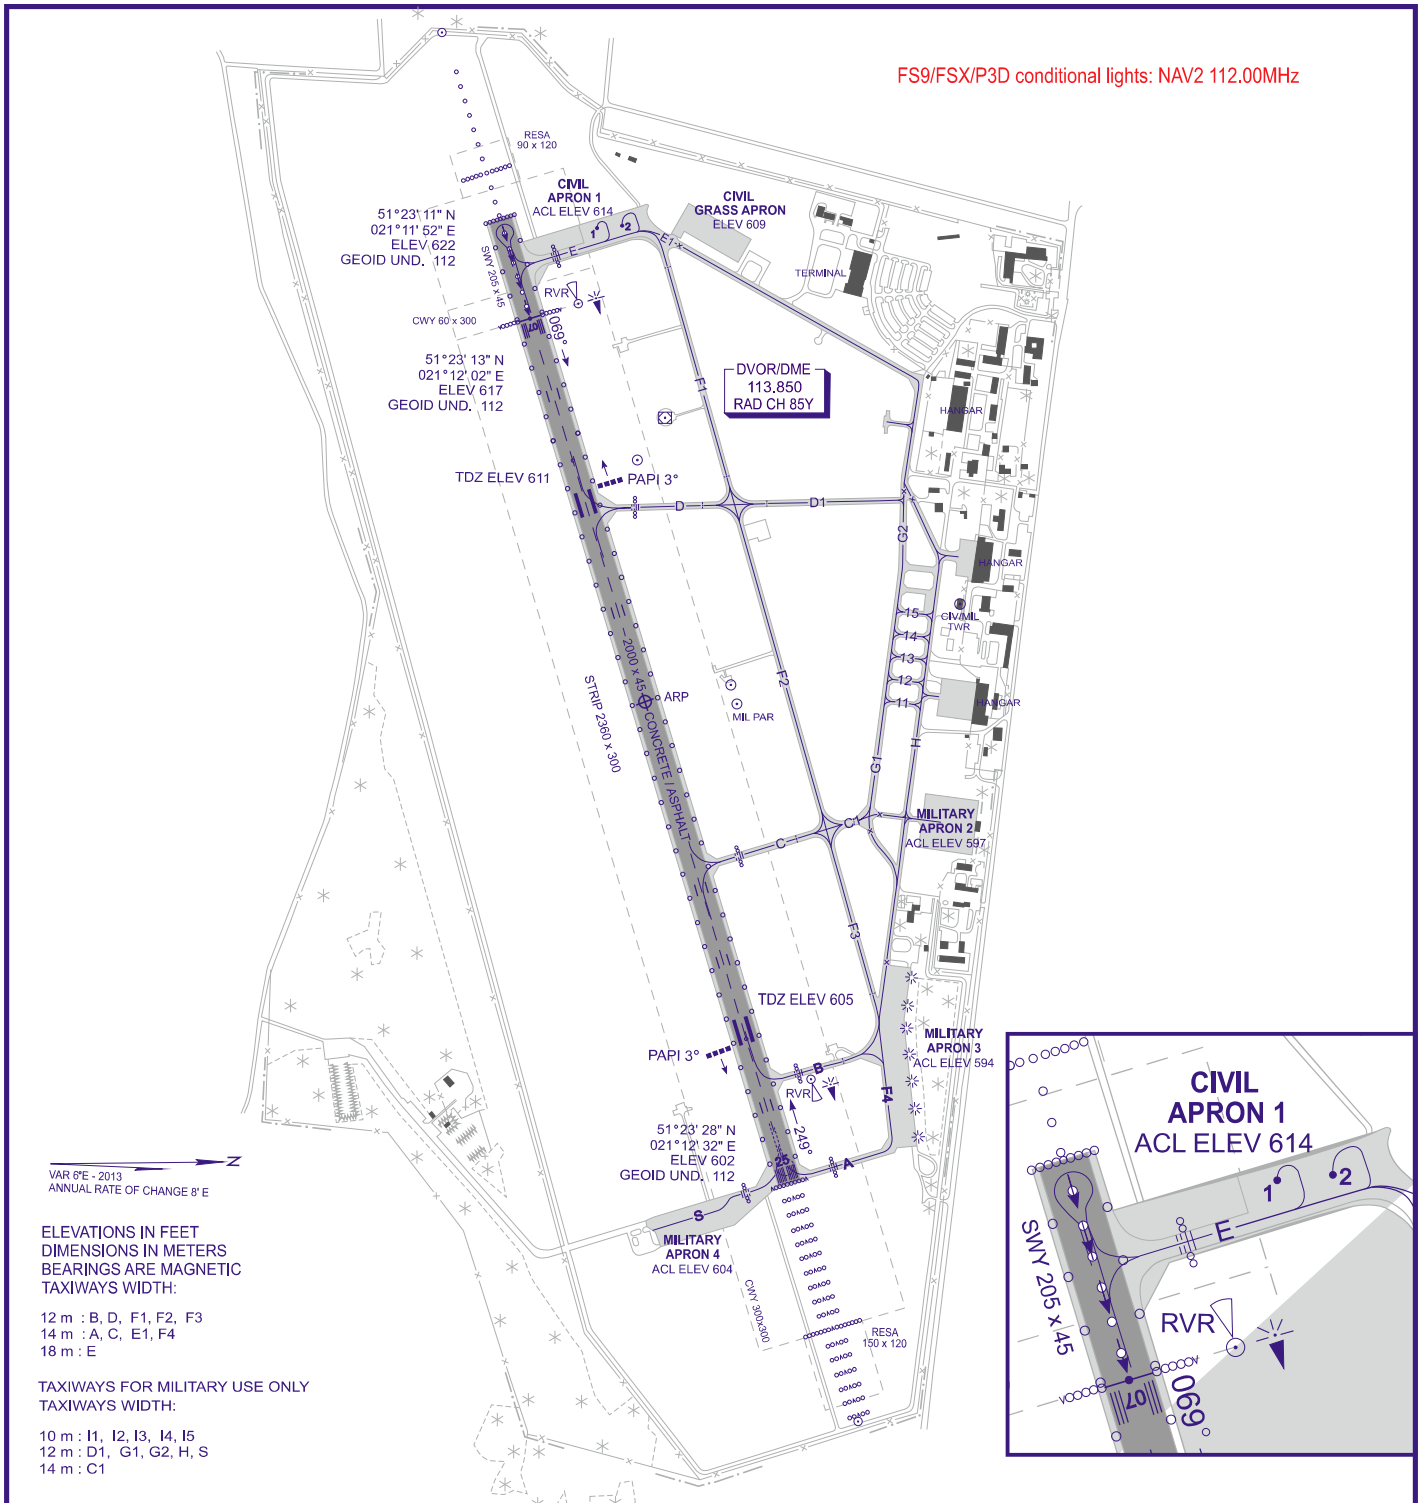 FS9/FSX/P3D conditional lights: NAV2 112.00MHz
RESA
90 x 120
CIVIL
APRON 1
ACL ELEV 614
CIVIL
GRASS APRON
ELEV 609
51°23' 11" N
021°11' 52" E
ELEV 622
GEOID UND. 112
SWY 205 x 45
E
1
2
E1
TERMINAL
RVR
CWY 60 x 300
07
069°
51°23' 13" N
021°12' 02" E
ELEV 617
GEOID UND. 112
F1
DVOR/DME
113.850
RAD CH 85Y
HANGAR
TDZ ELEV 611
PAPI 3°
D
D1
G2
HANGAR
CIV/MIL
TWR
15
14
13
12
11
HANGAR
2000 x 45 CONCRETE / ASPHALT
STRIP 2360 x 300
ARP
F2
MIL PAR
H
G1
MILITARY
APRON 2
ACL ELEV 597
C
C1
F3
TDZ ELEV 605
MILITARY
APRON 3
ACL ELEV 594
PAPI 3°
B
RVR
F4
249°
51°23' 28" N
021°12' 32" E
ELEV 602
GEOID UND. 112
25
A
S
MILITARY
APRON 4
ACL ELEV 604
CWY 300x300
RESA
150 x 120
N
VAR 6°E - 2013
ANNUAL RATE OF CHANGE 8' E
ELEVATIONS IN FEET
DIMENSIONS IN METERS
BEARINGS ARE MAGNETIC
TAXIWAYS WIDTH:
12 m : B, D, F1, F2, F3
14 m : A, C, E1, F4
18 m : E
TAXIWAYS FOR MILITARY USE ONLY
TAXIWAYS WIDTH:
10 m : I1, I2, I3, I4, I5
12 m : D1, G1, G2, H, S
14 m : C1
CIVIL
APRON 1
ACL ELEV 614
1
2
E
SWY 205 x 45
RVR
07
069°